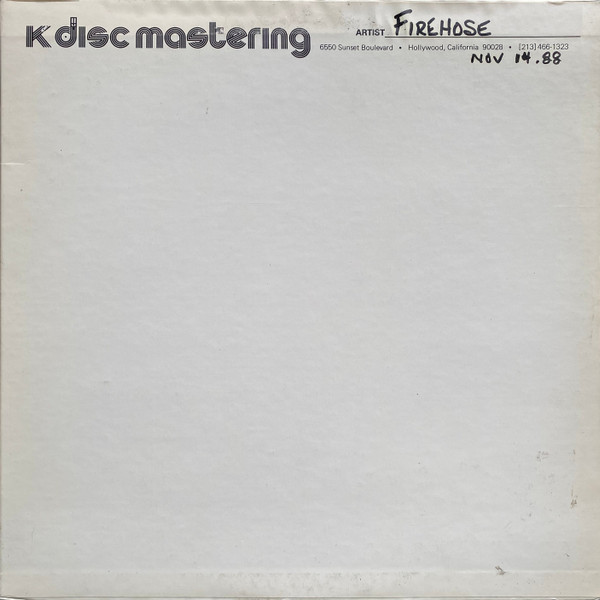 K disc mastering
ARTIST FIREHOSE
6550 Sunset Boulevard • Hollywood, California 90028 • [213] 466-1323
NOV 14.88